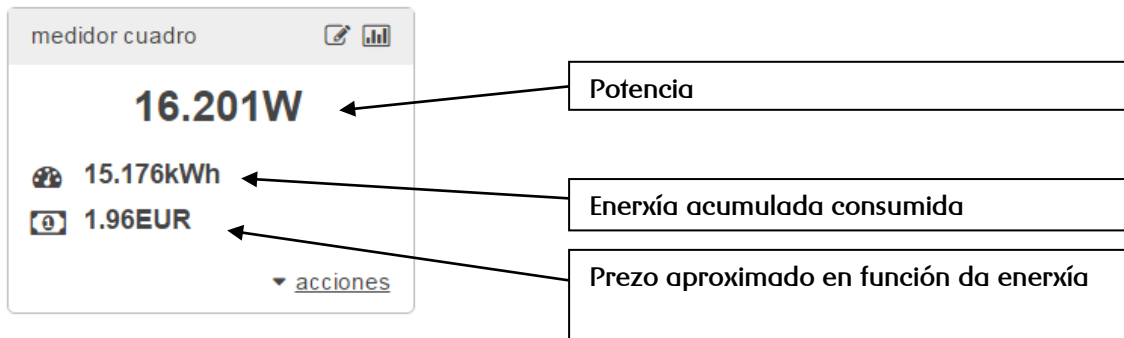 medidor cuadro
16.201W
15.176kWh
1.96EUR
acciones
Potencia
Enerxía acumulada consumida
Prezo aproximado en función da enerxía